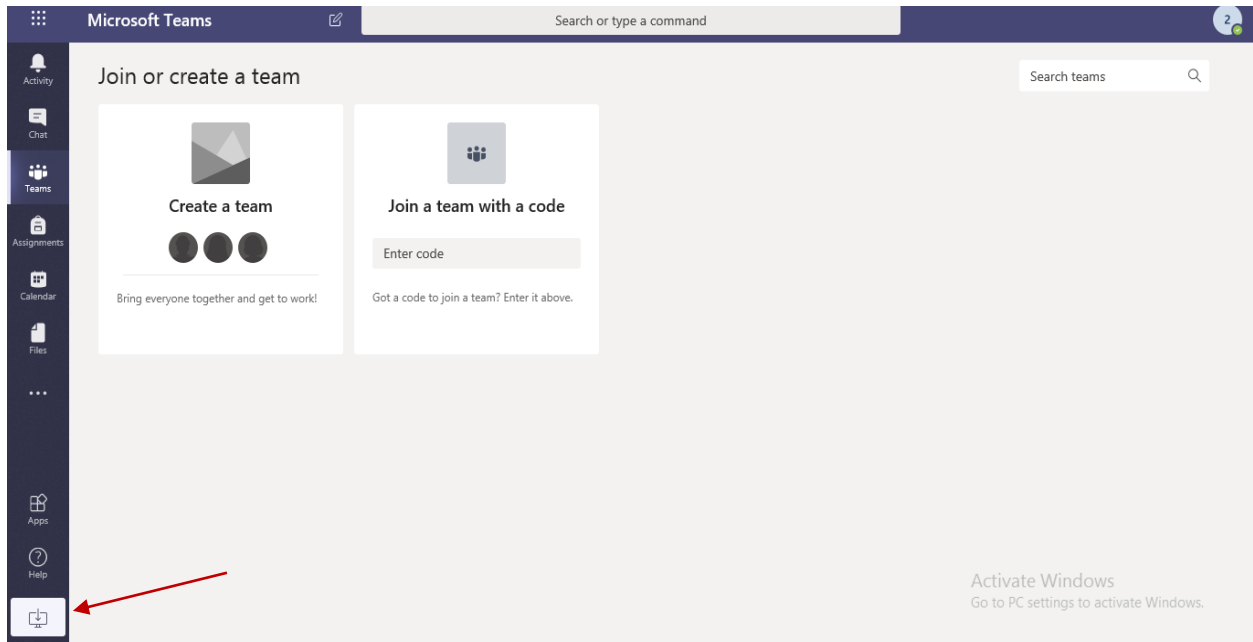 Microsoft Teams
Search or type a command
2
Activity
Chat
Teams
Assignments
Calendar
Files
Apps
Help
Join or create a team
Search teams
Create a team
Bring everyone together and get to work!
Join a team with a code
Enter code
Got a code to join a team? Enter it above.
Activate Windows
Go to PC settings to activate Windows.